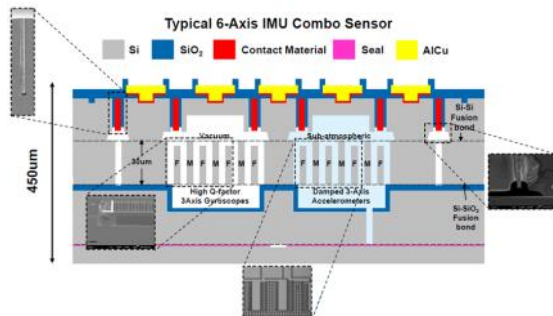 Typical 6-Axis IMU Combo Sensor
Si
SiO2
Contact Material
Seal
AlCu
450um
Vacuum
Sub-atmospheric
Si-Si
Fusion
bond
30um
F M F M F M F
F M F M F M F
High Q-factor
3Axis Gyroscopes
Damped 3-Axis
Accelerometers
Si-SiO2
Fusion
bond